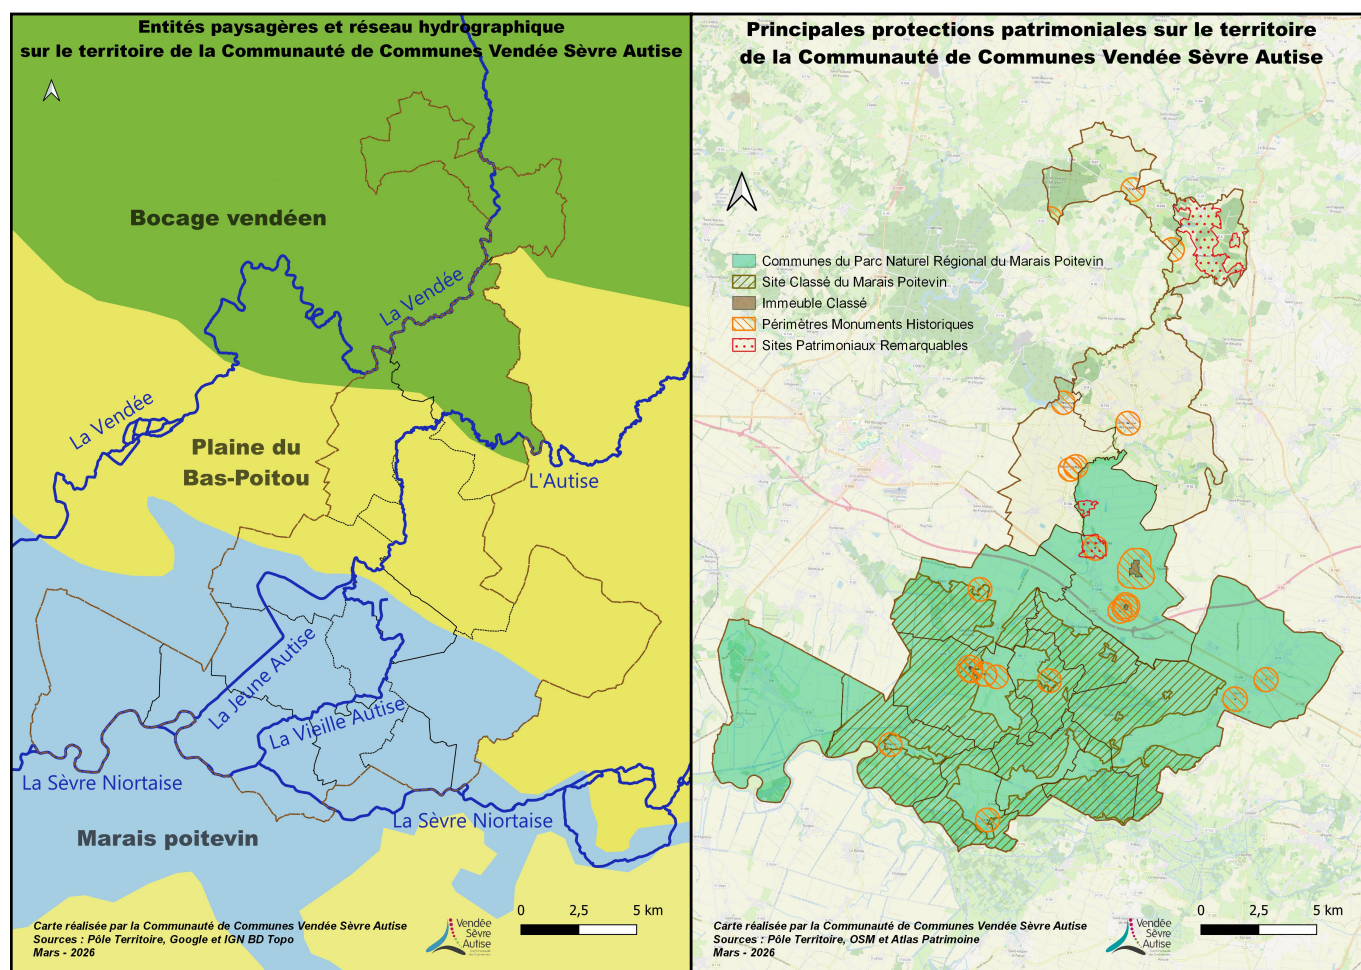 Entités paysagères et réseau hydrographique
sur le territoire de la Communauté de Communes Vendée Sèvre Autise
Bocage vendéen
La Vendée
La Vendée
Plaine du
Bas-Poitou
L'Autise
La Jeune Autise
La Vieille Autise
La Sèvre Niortaise
La Sèvre Niortaise
Marais poitevin
Carte réalisée par la Communauté de Communes Vendée Sèvre Autise
Sources : Pôle Territoire, Google et IGN BD Topo
Mars - 2026
Vendée
Sèvre
Autise
0 2,5 5 km
Principales protections patrimoniales sur le territoire
de la Communauté de Communes Vendée Sèvre Autise
Communes du Parc Naturel Régional du Marais Poitevin
Site Classé du Marais Poitevin
Immeuble Classé
Périmètres Monuments Historiques
Sites Patrimoniaux Remarquables
Carte réalisée par la Communauté de Communes Vendée Sèvre Autise
Sources : Pôle Territoire, OSM et Atlas Patrimoine
Mars - 2026
Vendée
Sèvre
Autise
0 2,5 5 km